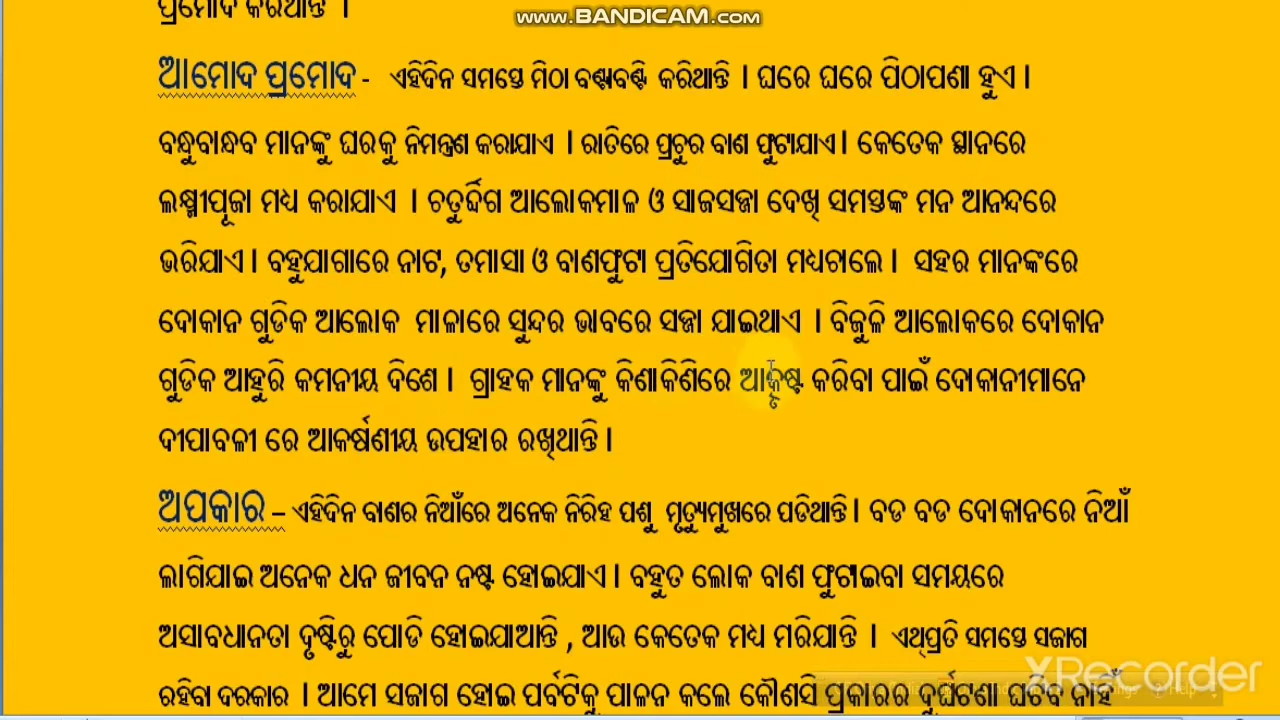 www.BANDICAM.com
ପ୍ରମୋଦ କରିଥାନ୍ତି ।
ଆମୋଦ ପ୍ରମୋଦ - ଏହିଦିନ ସମସ୍ତେ ମିଠା ବଣ୍ଟାବଣ୍ଟି କରିଥାନ୍ତି । ଘରେ ଘରେ ପିଠାପଣା ହୁଏ ।
ବନ୍ଧୁବାନ୍ଧବ ମାନଙ୍କୁ ଘରକୁ ନିମନ୍ତ୍ରଣ କରାଯାଏ । ରାତିରେ ପ୍ରଚୁର ବାଣ ଫୁଟାଯାଏ । କେତେକ ସ୍ଥାନରେ
ଲକ୍ଷ୍ମୀପୂଜା ମଧ୍ୟ କରାଯାଏ । ଚତୁର୍ଦ୍ଦିଗ ଆଲୋକମାଳ ଓ ସାଜସଜ୍ଜା ଦେଖି ସମସ୍ତଙ୍କ ମନ ଆନନ୍ଦରେ
ଭରିଯାଏ । ବହୁଯାଗାରେ ନାଟ, ତମାସା ଓ ବାଣଫୁଟା ପ୍ରତିଯୋଗିତା ମଧ୍ୟଚାଲେ । ସହର ମାନଙ୍କରେ
ଦୋକାନ ଗୁଡିକ ଆଲୋକ ମାଳାରେ ସୁନ୍ଦର ଭାବରେ ସଜ୍ଜା ଯାଇଥାଏ । ବିଜୁଳି ଆଲୋକରେ ଦୋକାନ
ଗୁଡିକ ଆହୁରି କମନୀୟ ଦିଶେ । ଗ୍ରାହକ ମାନଙ୍କୁ କିଣାକିଣିରେ ଆକୃଷ୍ଟ କରିବା ପାଇଁ ଦୋକାନୀମାନେ
ଦୀପାବଳୀ ରେ ଆକର୍ଷଣୀୟ ଉପହାର ରଖିଥାନ୍ତି ।
ଅପକାର – ଏହିଦିନ ବାଣର ନିଆଁରେ ଅନେକ ନିରିହ ପଶୁ ମୃତ୍ୟୁମୁଖରେ ପଡିଥାନ୍ତି । ବଡ ବଡ ଦୋକାନରେ ନିଆଁ
ଲାଗିଯାଇ ଅନେକ ଧନ ଜୀବନ ନଷ୍ଟ ହୋଇଯାଏ । ବହୁତ ଲୋକ ବାଣ ଫୁଟାଇବା ସମୟରେ
ଅସାବଧାନତା ଦୃଷ୍ଟିରୁ ପୋଡି ହୋଇଯାଆନ୍ତି , ଆଉ କେତେକ ମଧ୍ୟ ମରିଯାନ୍ତି । ଏଥିପ୍ରତି ସମସ୍ତେ ସଜାଗ
ରହିବା ଦରକାର । ଆମେ ସଜାଗ ହୋଇ ପର୍ବଟିକୁ ପାଳନ କଲେ କୌଣସି ପ୍ରକାରର ଦୁର୍ଘଟଣା ଘଟିବ ନାହିଁ
XRecorder